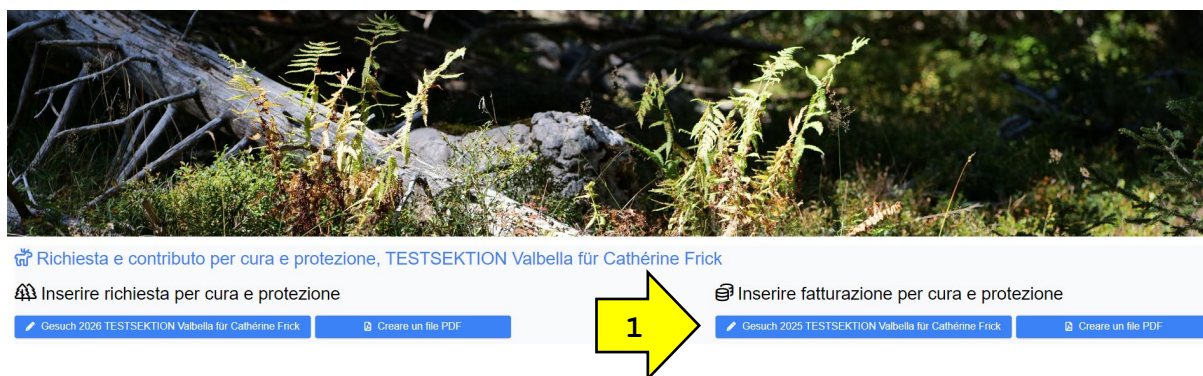 Richiesta e contributo per cura e protezione, TESTSEKTION Valbella für Cathérine Frick
Inserire richiesta per cura e protezione
Gesuch 2026 TESTSEKTION Valbella für Cathérine Frick
Creare un file PDF
1
Inserire fatturazione per cura e protezione
Gesuch 2025 TESTSEKTION Valbella für Cathérine Frick
Creare un file PDF